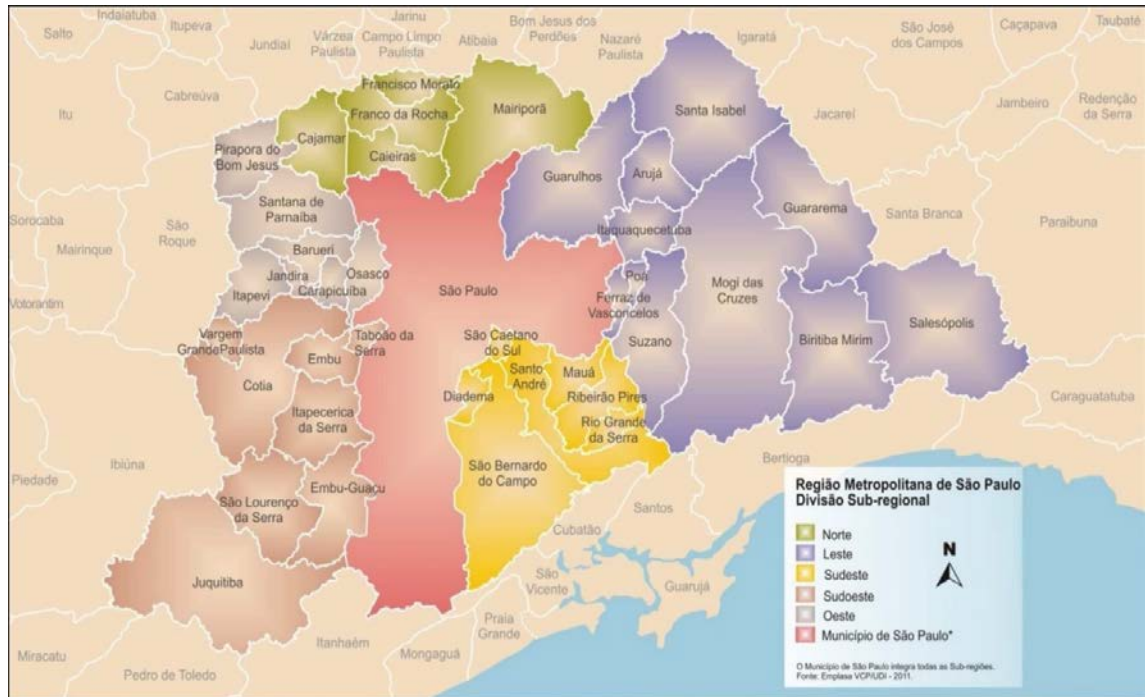 Indaiatuba
Itupeva
Salto
Jundiaí
Várzea
Paulista
Jarinu
Campo Limpo
Paulista
Atibaia
Bom Jesus dos
Perdões
Nazaré
Paulista
Igaratá
São José
dos Campos
Caçapava
Taubaté
Itu
Cabreúva
Francisco Morato
Franco da Rocha
Mairiporã
Santa Isabel
Jacareí
Jambeiro
Redenção
da Serra
Pirapora do
Bom Jesus
Cajamar
Caieiras
Guarulhos
Arujá
Guararema
Santa Branca
Paraibuna
Sorocaba
Mairinque
São
Roque
Santana de
Parnaíba
Itaquaquecetuba
Barueri
Jandira
Osasco
Itapevi
Carapicuíba
São Paulo
Poá
Ferraz de
Vasconcelos
Mogi das
Cruzes
Votorantim
Vargem
GrandePaulista
Taboão da
Serra
São Caetano
do Sul
Suzano
Biritiba Mirim
Salesópolis
Embu
Cotia
Santo
André
Mauá
Diadema
Ribeirão Pires
Itapecerica
da Serra
Rio Grande
da Serra
Caraguatatuba
Piedade
Ibiúna
São Lourenço
da Serra
Embu-Guaçu
São Bernardo
do Campo
Bertioga
Santos
Cubatão
São
Vicente
Guarujá
Juquitiba
Praia
Grande
Itanhaém
Mongaguá
Miracatu
Pedro de Toledo
Região Metropolitana de São Paulo
Divisão Sub-regional
Norte
Leste
Sudeste
Sudoeste
Oeste
Município de São Paulo*
N
O Município de São Paulo integra todas as Sub-regiões.
Fonte: Emplasa VCP/UDI - 2011.